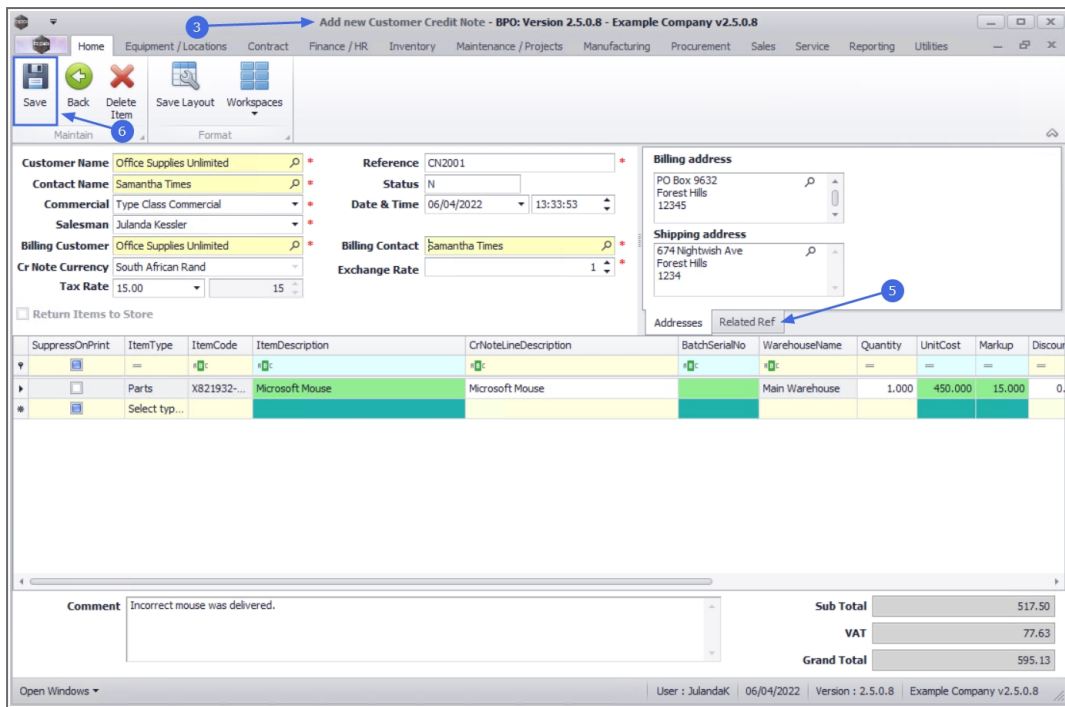 3
Add new Customer Credit Note - BPO: Version 2.5.0.8 - Example Company v2.5.0.8
Home Equipment / Locations Contract Finance / HR Inventory Maintenance / Projects Manufacturing Procurement Sales Service Reporting Utilities
Save Back Delete Item Save Layout Workspaces
6
Maintain Format
Customer Name Office Supplies Unlimited * Reference CN2001 * Billing address
Contact Name Samantha Times * Status N PO Box 9632
Forest Hills
12345
Commercial Type Class Commercial * Date & Time 06/04/2022 13:33:53
Salesman Julanda Kessler * Shipping address
Billing Customer Office Supplies Unlimited * Billing Contact Samantha Times * 674 Nightwish Ave
Forest Hills
1234
Cr Note Currency South African Rand Exchange Rate 1 *
Tax Rate 15.00 15
5
Return Items to Store
Addresses Related Ref
SuppressOnPrint ItemType ItemCode ItemDescription CrNoteLineDescription BatchSerialNo WarehouseName Quantity UnitCost Markup Discour
Parts X821932-... Microsoft Mouse Microsoft Mouse Main Warehouse 1.000 450.000 15.000 0.
Select typ...
Comment Incorrect mouse was delivered. Sub Total 517.50
VAT 77.63
Grand Total 595.13
Open Windows User : JulandaK 06/04/2022 Version : 2.5.0.8 Example Company v2.5.0.8